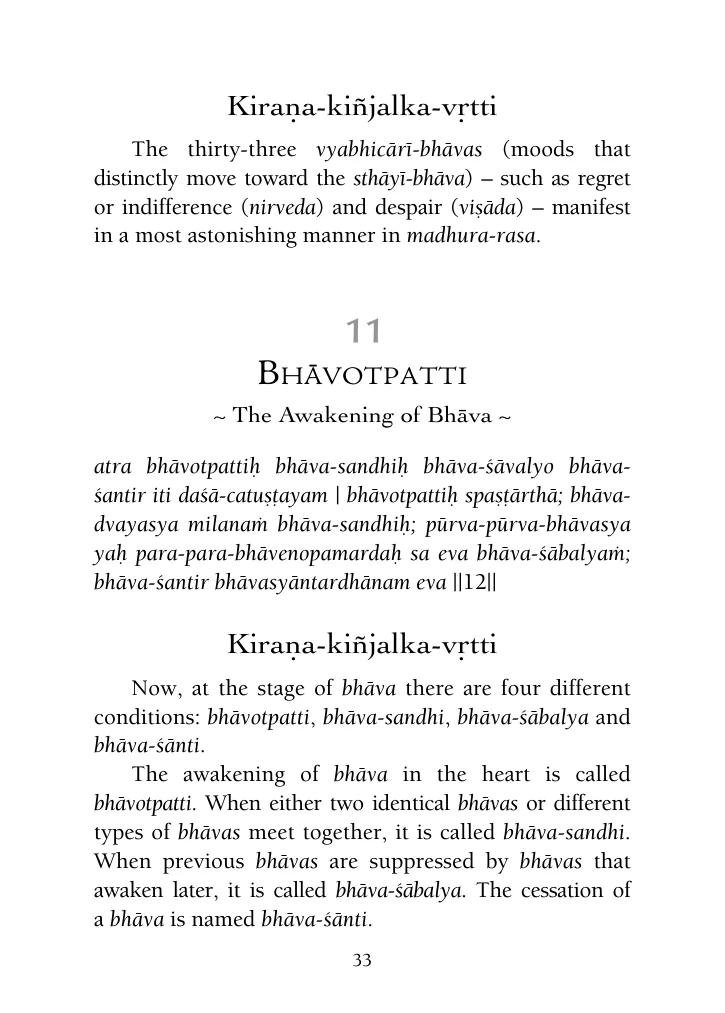 Kiraṇa-kiñjalka-vṛtti
The thirty-three vyabhicārī-bhāvas (moods that
distinctly move toward the sthāyī-bhāva) – such as regret
or indifference (nirveda) and despair (viṣāda) – manifest
in a most astonishing manner in madhura-rasa.
11
Bhāvotpatti
~ The Awakening of Bhāva ~
atra bhāvotpattiḥ bhāva-sandhiḥ bhāva-śāvalyo bhāva-
śantir iti daśā-catuṣṭayam | bhāvotpattiḥ spaṣṭārthā; bhāva-
dvayasya milanaṁ bhāva-sandhiḥ; pūrva-pūrva-bhāvasya
yaḥ para-para-bhāvenopamardaḥ sa eva bhāva-śābalyaṁ;
bhāva-śantir bhāvasyāntardhānam eva ||12||
Kiraṇa-kiñjalka-vṛtti
Now, at the stage of bhāva there are four different
conditions: bhāvotpatti, bhāva-sandhi, bhāva-śābalya and
bhāva-śānti.
The awakening of bhāva in the heart is called
bhāvotpatti. When either two identical bhāvas or different
types of bhāvas meet together, it is called bhāva-sandhi.
When previous bhāvas are suppressed by bhāvas that
awaken later, it is called bhāva-śābalya. The cessation of
a bhāva is named bhāva-śānti.
33